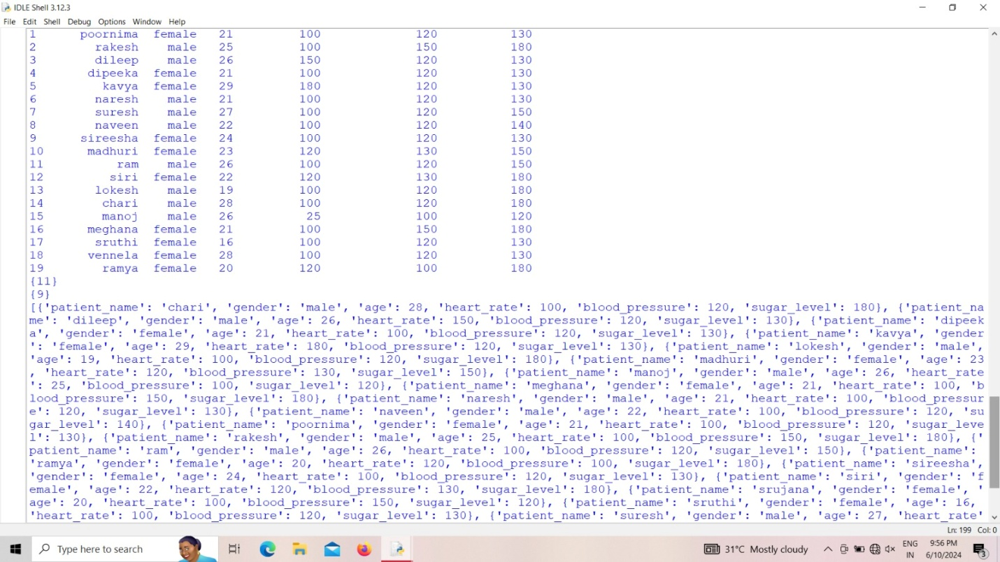 IDLE Shell 3.12.3
File Edit Shell Debug Options Window Help
1 poornima female 21 100 120 130
2 rakesh male 25 100 150 180
3 dileep male 26 150 120 130
4 dipeeka female 21 100 120 130
5 kavya female 29 180 120 130
6 naresh male 21 100 120 130
7 suresh male 27 100 120 150
8 naveen male 22 100 120 140
9 sireesha female 24 100 120 130
10 madhuri female 23 120 130 150
11 ram male 26 100 120 150
12 siri female 22 120 130 180
13 lokesh male 19 100 120 180
14 chari male 28 100 120 180
15 manoj male 26 25 100 120
16 meghana female 21 100 150 180
17 sruthi female 16 100 120 130
18 vennela female 28 100 120 130
19 ramya female 20 120 100 180
{11}
{9}
[{'patient_name': 'chari', 'gender': 'male', 'age': 28, 'heart_rate': 100, 'blood_pressure': 120, 'sugar_level': 180}, {'patient_na
me': 'dileep', 'gender': 'male', 'age': 26, 'heart_rate': 150, 'blood_pressure': 120, 'sugar_level': 130}, {'patient_name': 'dipeek
a', 'gender': 'female', 'age': 21, 'heart_rate': 100, 'blood_pressure': 120, 'sugar_level': 130}, {'patient_name': 'kavya', 'gender
': 'female', 'age': 29, 'heart_rate': 180, 'blood_pressure': 120, 'sugar_level': 130}, {'patient_name': 'lokesh', 'gender': 'male',
'age': 19, 'heart_rate': 100, 'blood_pressure': 120, 'sugar_level': 180}, {'patient_name': 'madhuri', 'gender': 'female', 'age': 23
, 'heart_rate': 120, 'blood_pressure': 130, 'sugar_level': 150}, {'patient_name': 'manoj', 'gender': 'male', 'age': 26, 'heart_rate
': 25, 'blood_pressure': 100, 'sugar_level': 120}, {'patient_name': 'meghana', 'gender': 'female', 'age': 21, 'heart_rate': 100, 'b
lood_pressure': 150, 'sugar_level': 180}, {'patient_name': 'naresh', 'gender': 'male', 'age': 21, 'heart_rate': 100, 'blood_pressur
e': 120, 'sugar_level': 130}, {'patient_name': 'naveen', 'gender': 'male', 'age': 22, 'heart_rate': 100, 'blood_pressure': 120, 'su
gar_level': 140}, {'patient_name': 'poornima', 'gender': 'female', 'age': 21, 'heart_rate': 100, 'blood_pressure': 120, 'sugar_leve
l': 130}, {'patient_name': 'rakesh', 'gender': 'male', 'age': 25, 'heart_rate': 100, 'blood_pressure': 150, 'sugar_level': 180}, {'
patient_name': 'ram', 'gender': 'male', 'age': 26, 'heart_rate': 100, 'blood_pressure': 120, 'sugar_level': 150}, {'patient_name':
'ramya', 'gender': 'female', 'age': 20, 'heart_rate': 120, 'blood_pressure': 100, 'sugar_level': 180}, {'patient_name': 'sireesha',
'gender': 'female', 'age': 24, 'heart_rate': 100, 'blood_pressure': 120, 'sugar_level': 130}, {'patient_name': 'siri', 'gender': 'f
emale', 'age': 22, 'heart_rate': 120, 'blood_pressure': 130, 'sugar_level': 180}, {'patient_name': 'srujana', 'gender': 'female', '
age': 20, 'heart_rate': 100, 'blood_pressure': 150, 'sugar_level': 120}, {'patient_name': 'sruthi', 'gender': 'female', 'age': 16,
'heart_rate': 100, 'blood_pressure': 120, 'sugar_level': 130}, {'patient_name': 'suresh', 'gender': 'male', 'age': 27, 'heart_rate'
Ln: 199 Col: 0
Type here to search
31°C Mostly cloudy
ENG
IN
9:56 PM
6/10/2024
3